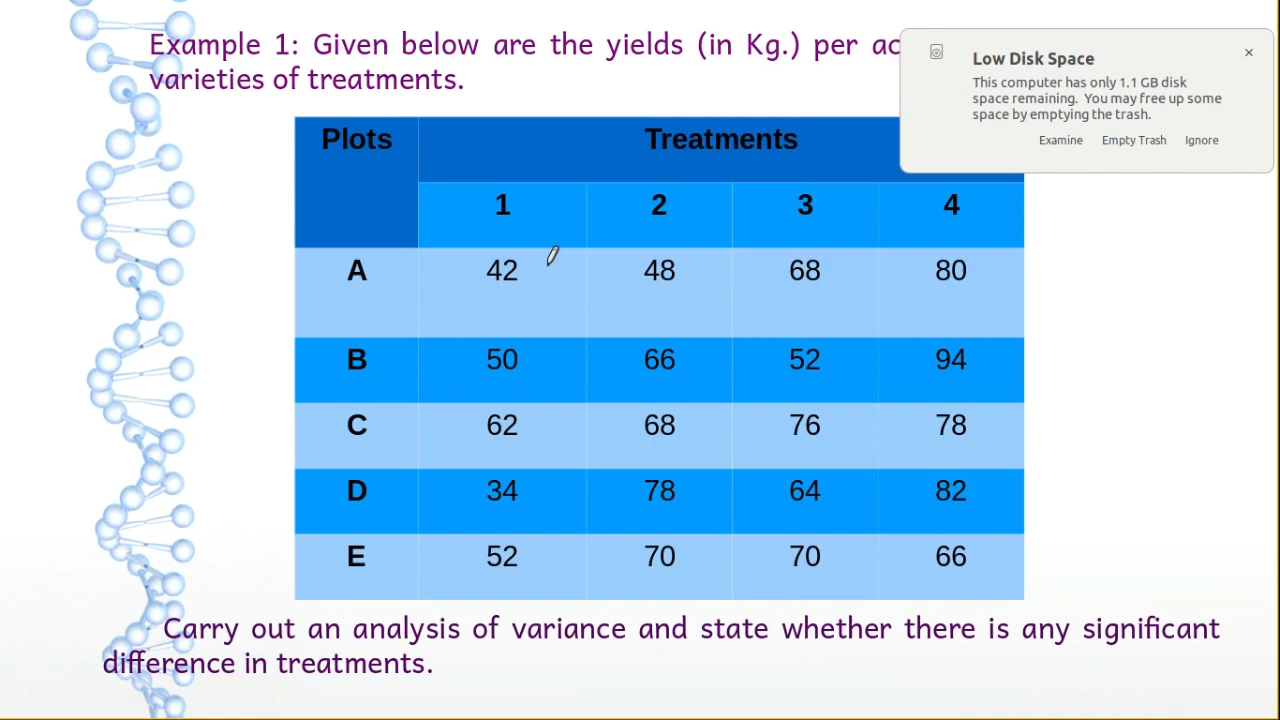 Example 1: Given below are the yields (in Kg.) per
varieties of treatments.
Low Disk Space
This computer has only 1.1 GB disk
space remaining. You may free up some
space by emptying the trash.
Examine Empty Trash Ignore
Plots Treatments
1 2 3 4
A 42 48 68 80
B 50 66 52 94
C 62 68 76 78
D 34 78 64 82
E 52 70 70 66
Carry out an analysis of variance and state whether there is any significant
difference in treatments.